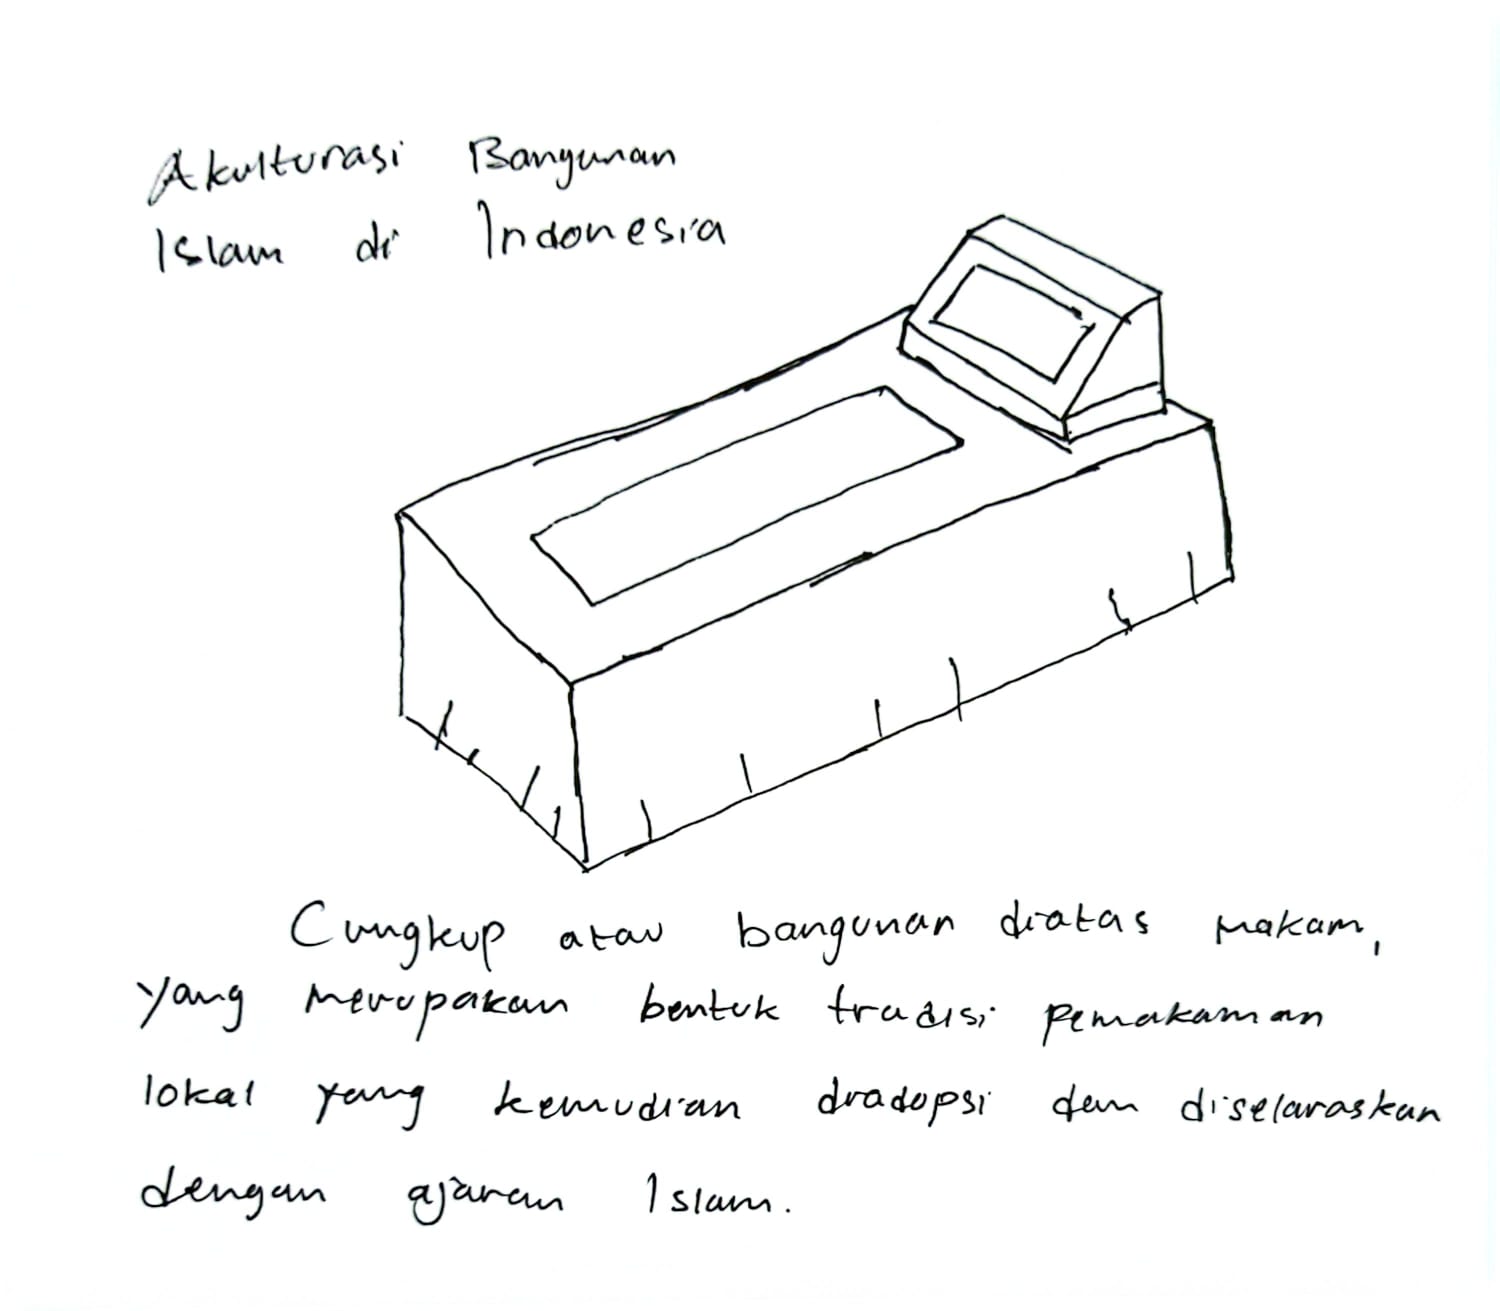 Akulturasi Bangunan
Islam di Indonesia
Cungkup atau bangunan diatas makam,
yang merupakan bentuk tradisi pemakaman
lokal yang kemudian diadopsi dan diselaraskan
dengan ajaran Islam.